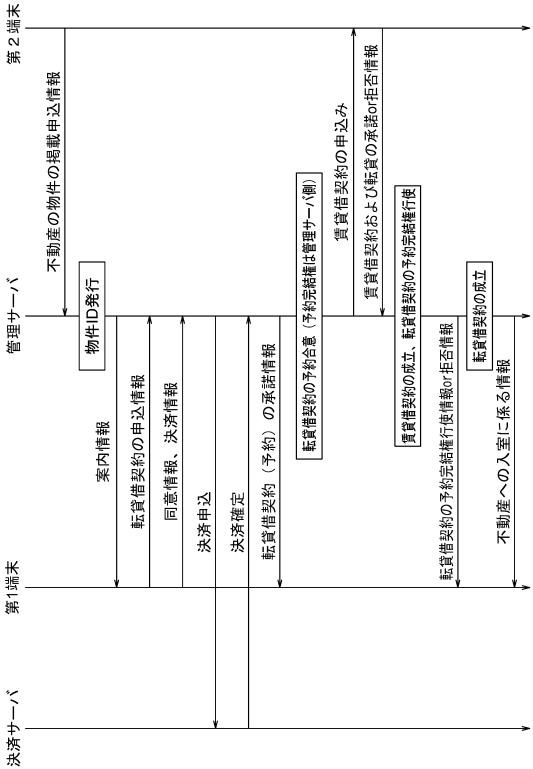 決済サーバ
第1端末
管理サーバ
第２端末
不動産の物件の掲載申込情報
物件ID発行
案内情報
転貸借契約の申込情報
同意情報、決済情報
決済申込
決済確定
転貸借契約（予約）の承諾情報
転貸借契約の予約合意（予約完結権は管理サーバ側）
賃貸借契約の申込み
賃貸借契約および転貸の承諾or拒否情報
賃貸借契約の成立、転貸借契約の予約完結権行使
転貸借契約の予約完結権行使情報or拒否情報
転貸借契約の成立
不動産への入室に係る情報